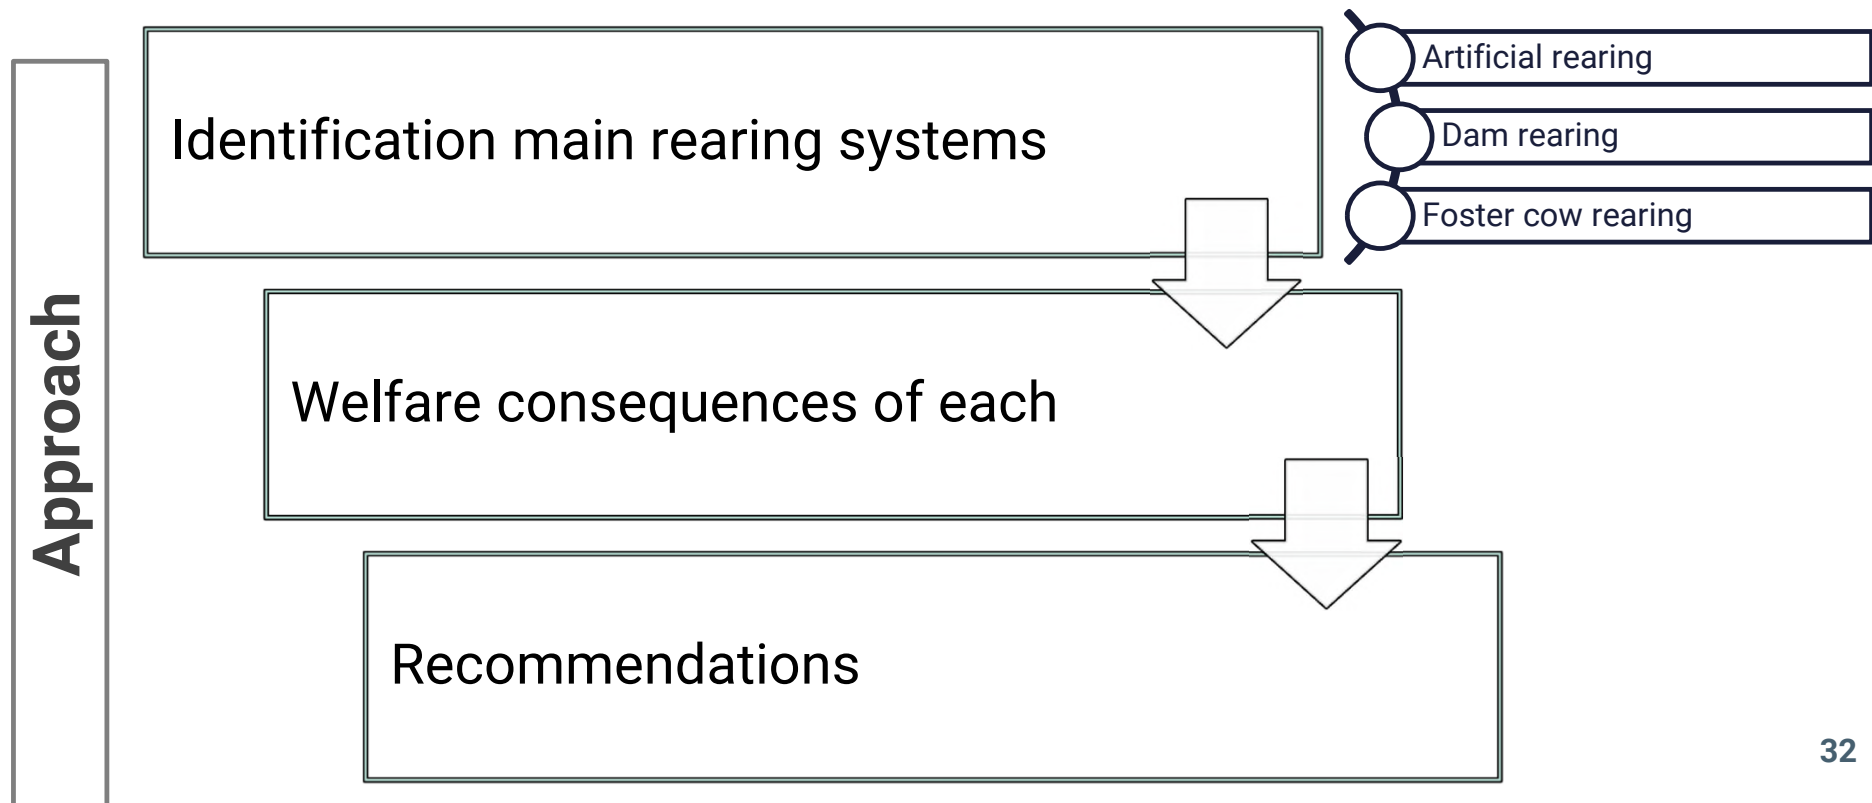 Approach
Identification main rearing systems
Artificial rearing
Dam rearing
Foster cow rearing
Welfare consequences of each
Recommendations
32